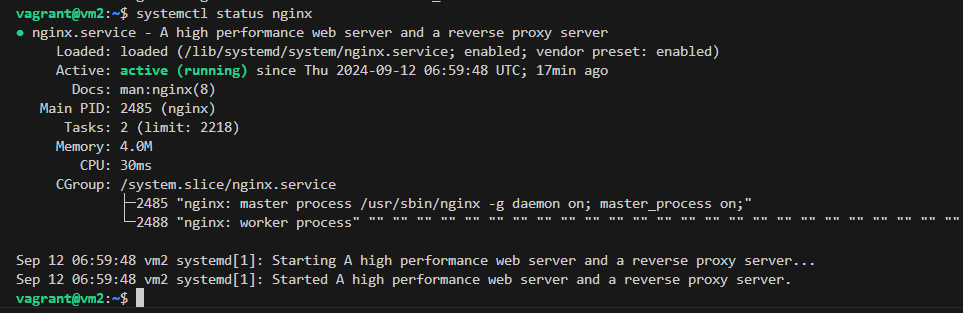 vagrant@vm2:~$ systemctl status nginx
● nginx.service - A high performance web server and a reverse proxy server
     Loaded: loaded (/lib/systemd/system/nginx.service; enabled; vendor preset: enabled)
     Active: active (running) since Thu 2024-09-12 06:59:48 UTC; 17min ago
       Docs: man:nginx(8)
   Main PID: 2485 (nginx)
      Tasks: 2 (limit: 2218)
     Memory: 4.0M
        CPU: 30ms
     CGroup: /system.slice/nginx.service
             ├─2485 "nginx: master process /usr/sbin/nginx -g daemon on; master_process on;"
             └─2488 "nginx: worker process" "" "" "" "" "" "" "" "" "" "" "" "" "" "" "" "" "" "" "" "" "" "" "" "" ""
Sep 12 06:59:48 vm2 systemd[1]: Starting A high performance web server and a reverse proxy server...
Sep 12 06:59:48 vm2 systemd[1]: Started A high performance web server and a reverse proxy server.
vagrant@vm2:~$